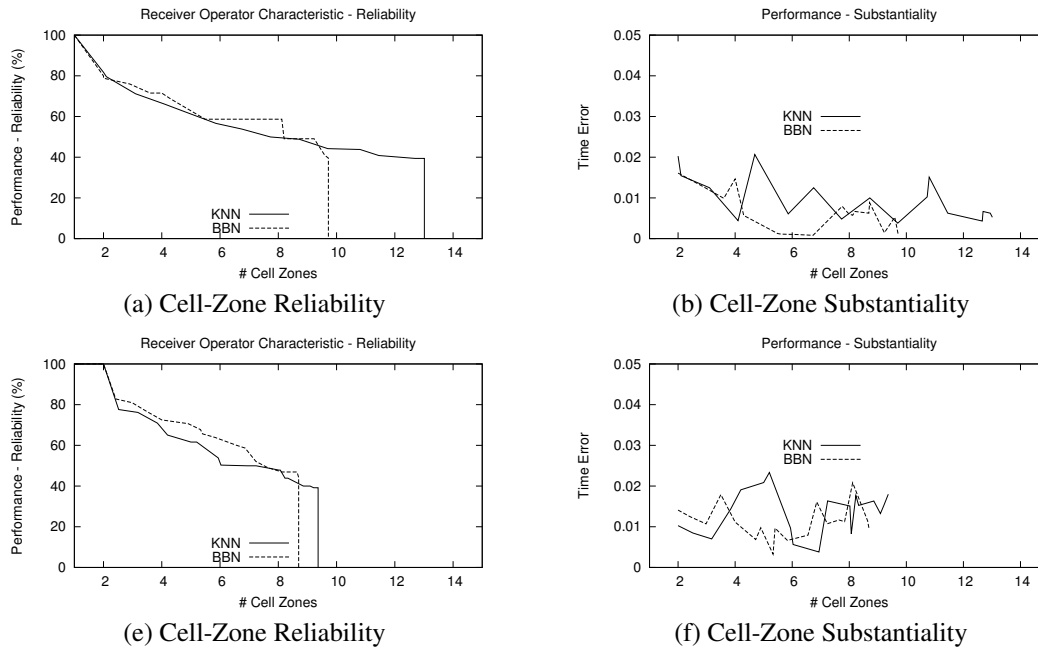 Receiver Operator Characteristic - Reliability
Performance - Reliability (%)
100
80
60
40
20
0
KNN
BBN
2 4 6 8 10 12 14
# Cell Zones
(a) Cell-Zone Reliability
Performance - Substantiality
Time Error
0.05
0.04
0.03
0.02
0.01
0
KNN
BBN
2 4 6 8 10 12 14
# Cell Zones
(b) Cell-Zone Substantiality
Receiver Operator Characteristic - Reliability
Performance - Reliability (%)
100
80
60
40
20
0
KNN
BBN
2 4 6 8 10 12 14
# Cell Zones
(e) Cell-Zone Reliability
Performance - Substantiality
Time Error
0.05
0.04
0.03
0.02
0.01
0
KNN
BBN
2 4 6 8 10 12 14
# Cell Zones
(f) Cell-Zone Substantiality